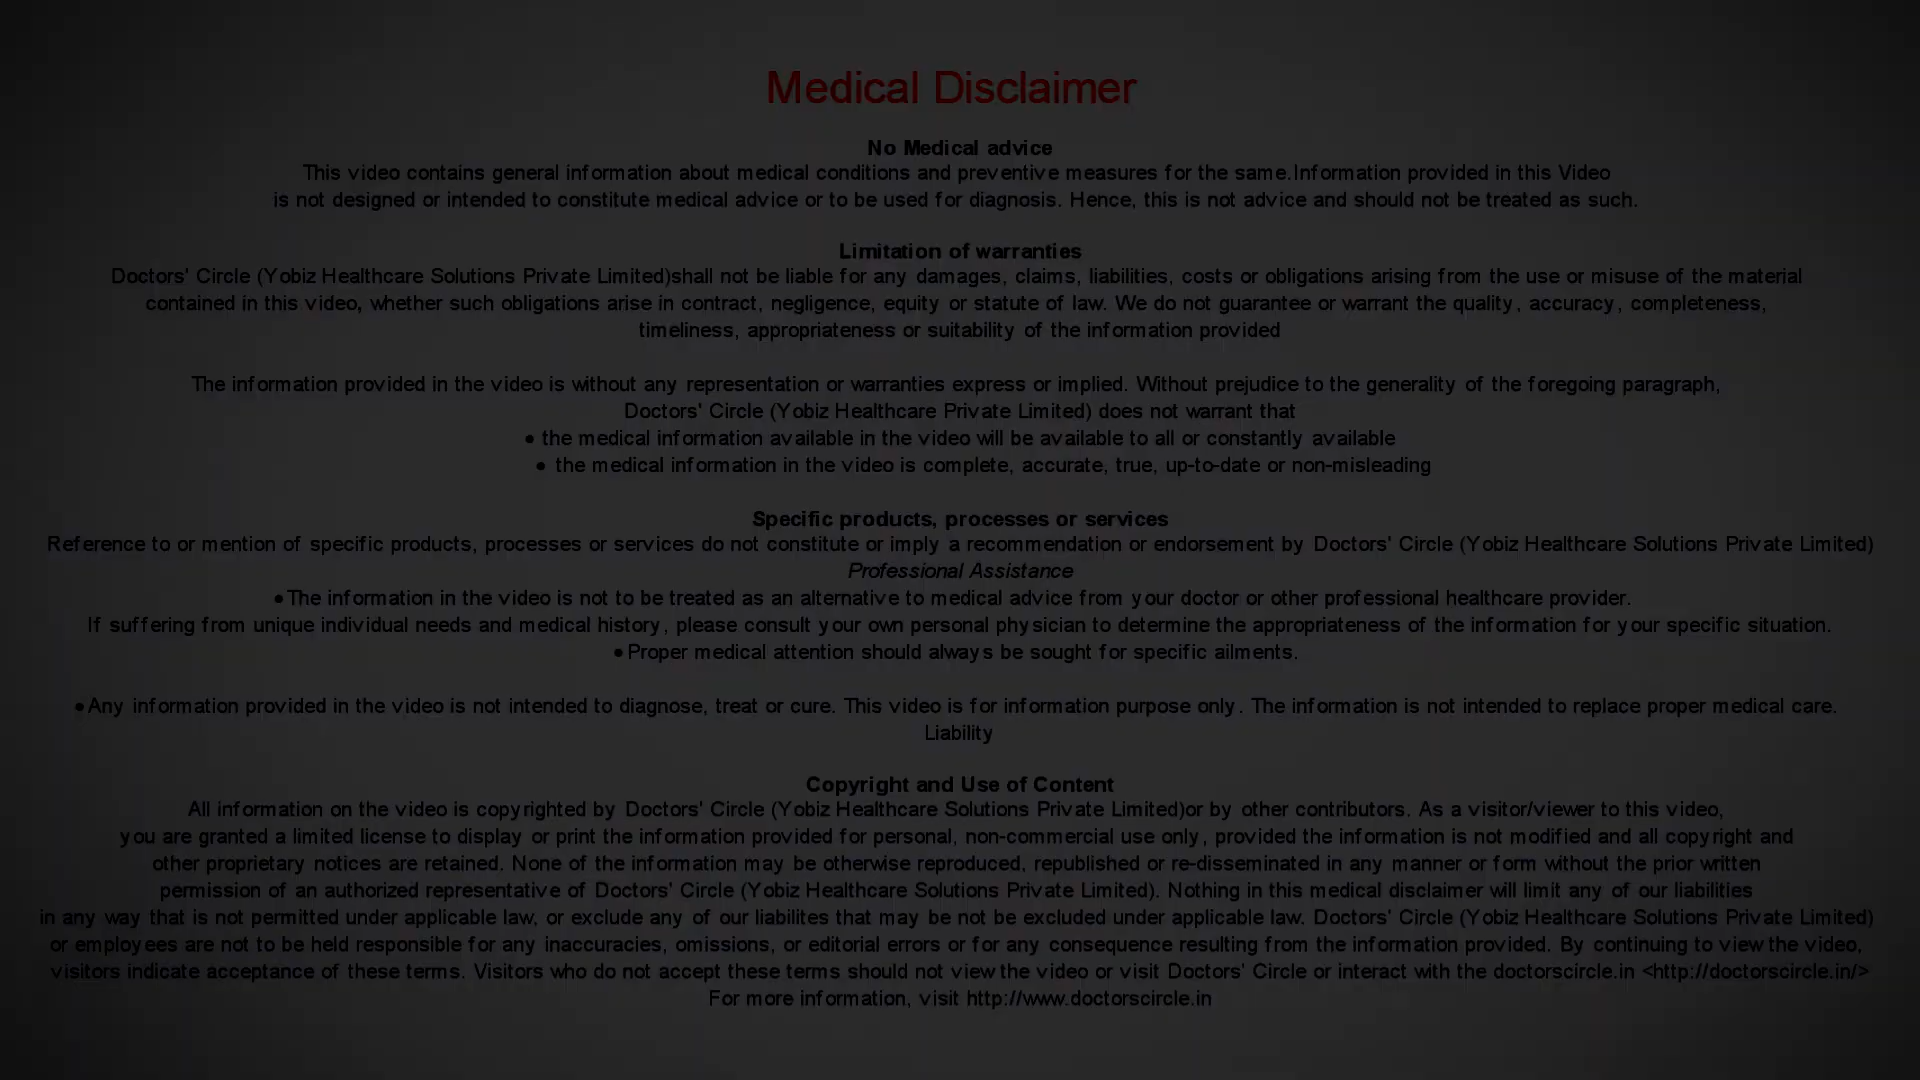 Medical Disclaimer
No Medical advice
This video contains general information about medical conditions and preventive measures for the same.Information provided in this Video
is not designed or intended to constitute medical advice or to be used for diagnosis. Hence, this is not advice and should not be treated as such.
Limitation of warranties
Doctors' Circle (Yobiz Healthcare Solutions Private Limited)shall not be liable for any damages, claims, liabilities, costs or obligations arising from the use or misuse of the material
contained in this video, whether such obligations arise in contract, negligence, equity or statute of law. We do not guarantee or warrant the quality, accuracy, completeness,
timeliness, appropriateness or suitability of the information provided
The information provided in the video is without any representation or warranties express or implied. Without prejudice to the generality of the foregoing paragraph,
Doctors' Circle (Yobiz Healthcare Private Limited) does not warrant that
● the medical information available in the video will be available to all or constantly available
● the medical information in the video is complete, accurate, true, up-to-date or non-misleading
Specific products, processes or services
Reference to or mention of specific products, processes or services do not constitute or imply a recommendation or endorsement by Doctors' Circle (Yobiz Healthcare Solutions Private Limited)
Professional Assistance
●The information in the video is not to be treated as an alternative to medical advice from your doctor or other professional healthcare provider.
If suffering from unique individual needs and medical history, please consult your own personal physician to determine the appropriateness of the information for your specific situation.
●Proper medical attention should always be sought for specific ailments.
●Any information provided in the video is not intended to diagnose, treat or cure. This video is for information purpose only. The information is not intended to replace proper medical care.
Liability
Copyright and Use of Content
All information on the video is copyrighted by Doctors' Circle (Yobiz Healthcare Solutions Private Limited)or by other contributors. As a visitor/viewer to this video,
you are granted a limited license to display or print the information provided for personal, non-commercial use only, provided the information is not modified and all copyright and
other proprietary notices are retained. None of the information may be otherwise reproduced, republished or re-disseminated in any manner or form without the prior written
permission of an authorized representative of Doctors' Circle (Yobiz Healthcare Solutions Private Limited). Nothing in this medical disclaimer will limit any of our liabilities
in any way that is not permitted under applicable law, or exclude any of our liabilites that may be not be excluded under applicable law. Doctors' Circle (Yobiz Healthcare Solutions Private Limited)
or employees are not to be held responsible for any inaccuracies, omissions, or editorial errors or for any consequence resulting from the information provided. By continuing to view the video,
visitors indicate acceptance of these terms. Visitors who do not accept these terms should not view the video or visit Doctors' Circle or interact with the doctorscircle.in <http://doctorscircle.in/>
For more information, visit http://www.doctorscircle.in